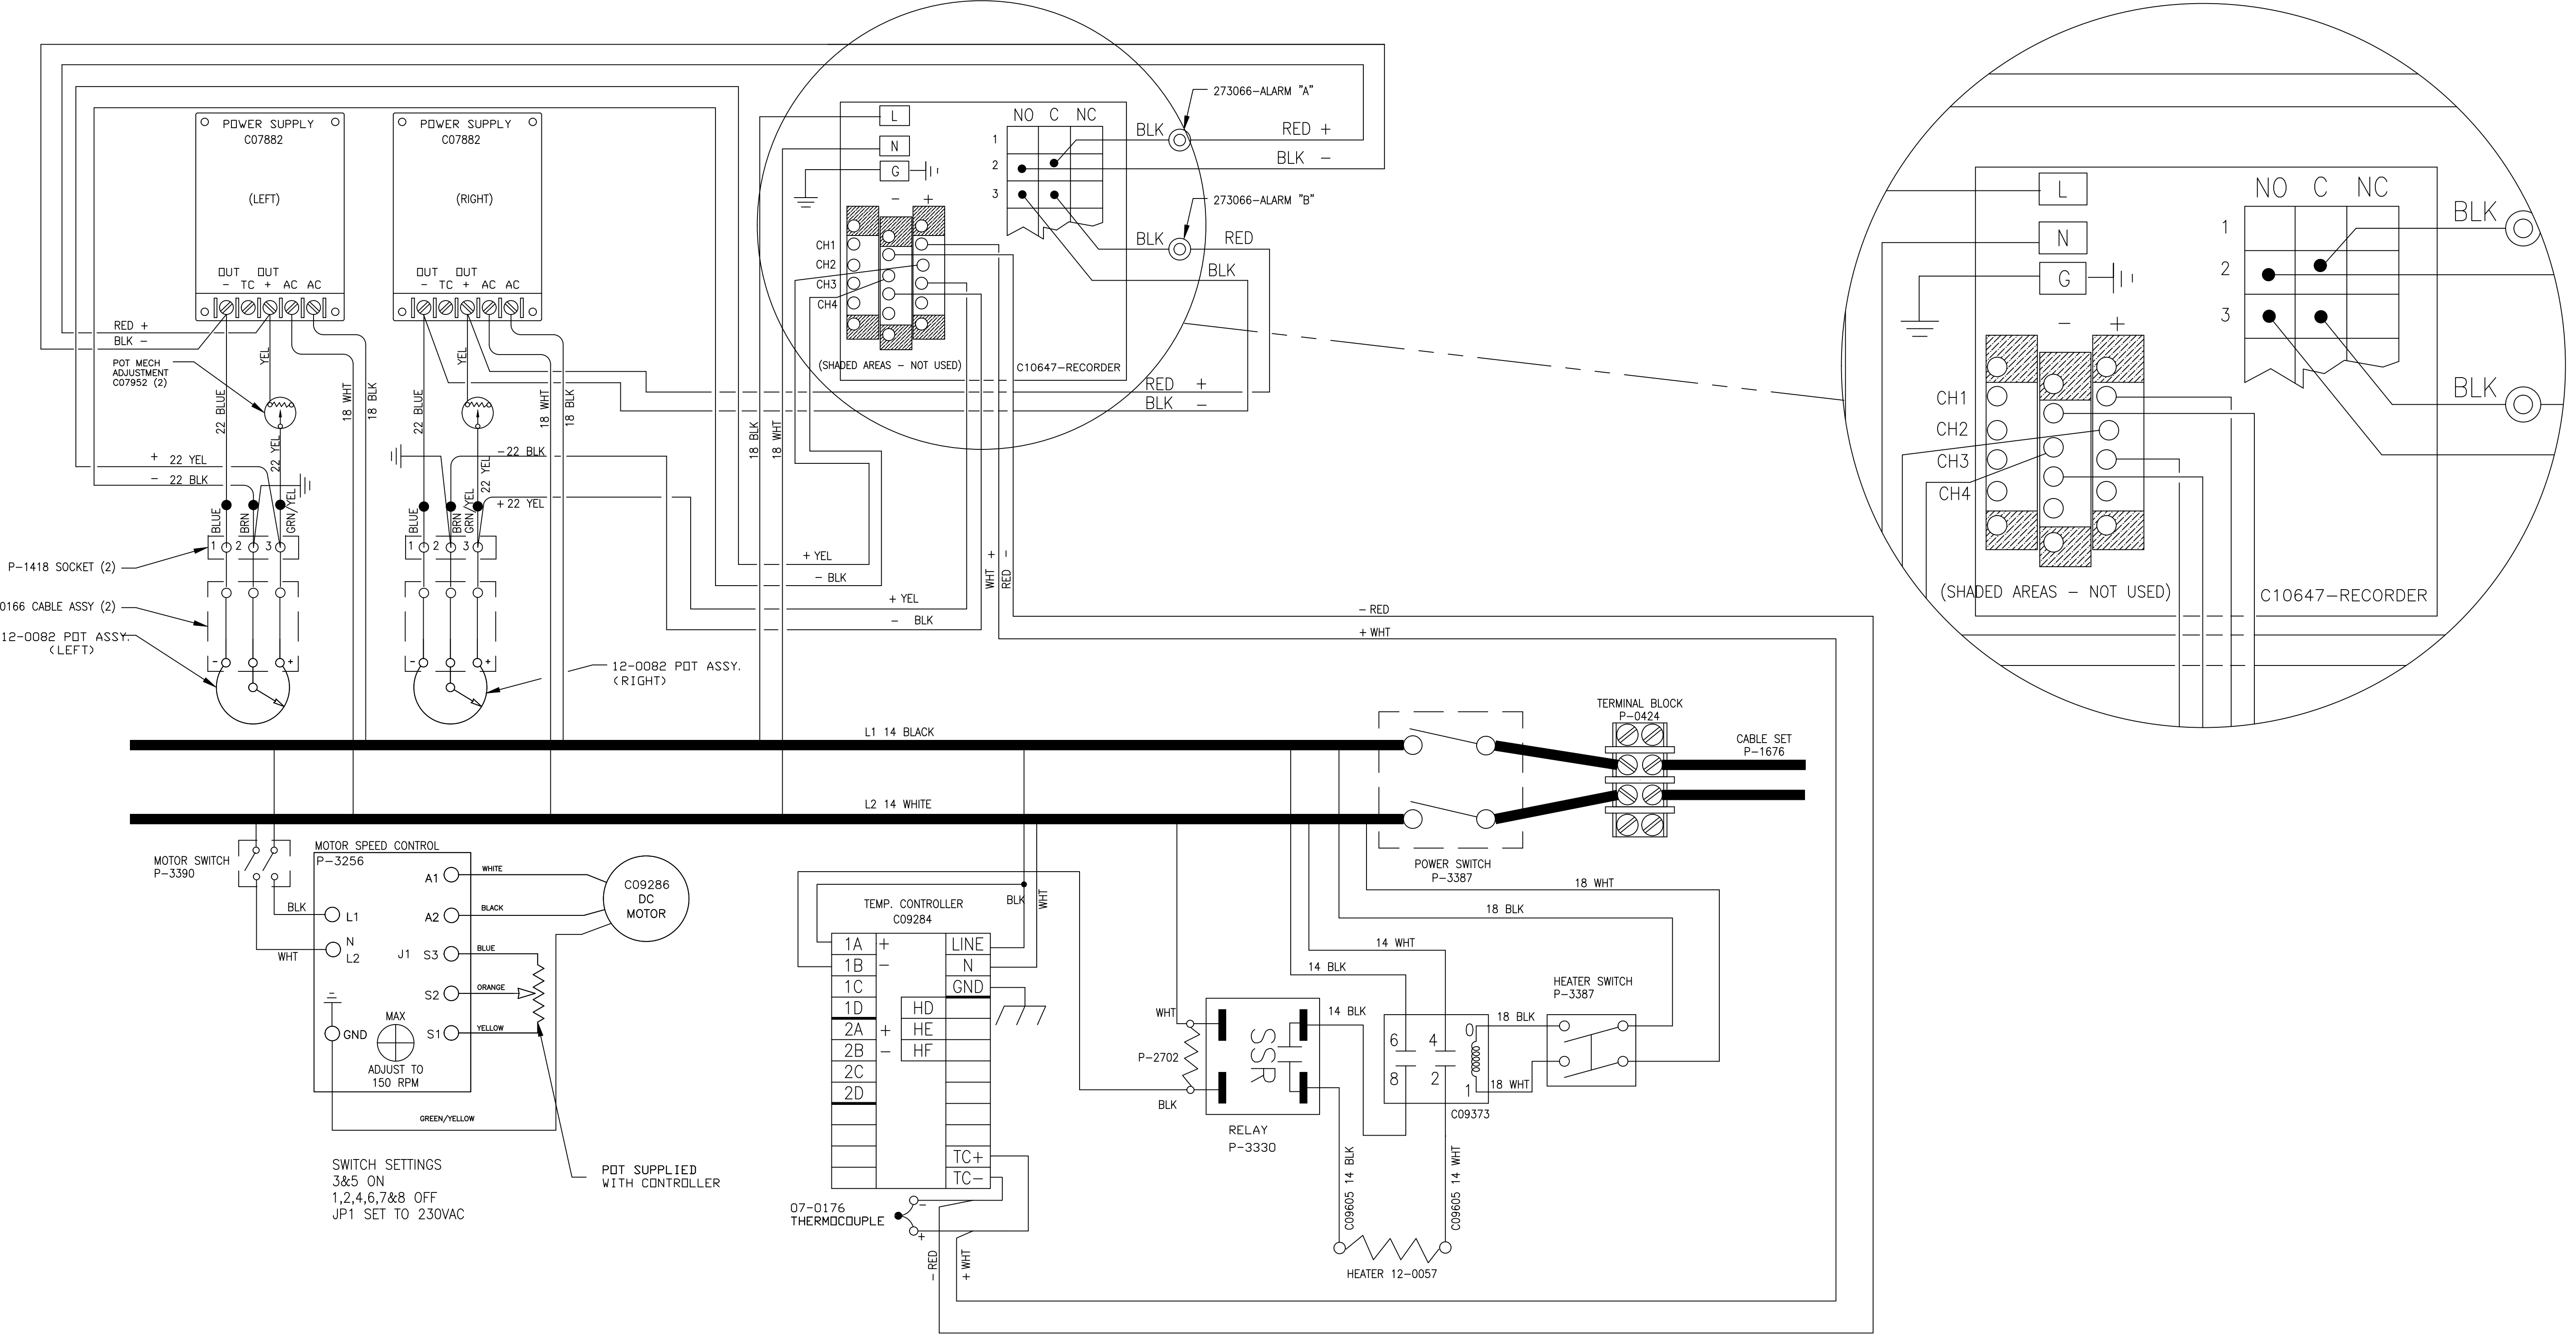 POWER SUPPLY
C07882
(LEFT)
OUT OUT
- TC + AC AC
POWER SUPPLY
C07882
(RIGHT)
OUT OUT
- TC + AC AC
RED +
BLK -
POT MECH
ADJUSTMENT
C07952 (2)
YEL
22 BLUE
22 YEL
18 WHT
18 BLK
+ 22 YEL
- 22 BLK
BLUE
BRN
GRN/YEL
1 2 3
YEL
22 BLUE
22 YEL
18 WHT
18 BLK
- 22 BLK
+ 22 YEL
BLUE
BRN
GRN/YEL
1 2 3
P-1418 SOCKET (2)
0166 CABLE ASSY (2)
12-0082 POT ASSY.
(LEFT)
- +
- +
12-0082 POT ASSY.
(RIGHT)
L
N
G
- +
NO C NC
1
2
3
CH1
CH2
CH3
CH4
(SHADED AREAS - NOT USED)
C10647-RECORDER
273066-ALARM "A"
BLK
RED +
BLK -
273066-ALARM "B"
BLK
RED
BLK
RED +
BLK -
18 BLK
18 WHT
+ YEL
- BLK
+ YEL
- BLK
WHT +
RED -
- RED
+ WHT
L
N
G
- +
NO C NC
1
2
3
BLK
BLK
CH1
CH2
CH3
CH4
(SHADED AREAS - NOT USED)
C10647-RECORDER
L1 14 BLACK
L2 14 WHITE
TERMINAL BLOCK
P-0424
CABLE SET
P-1676
POWER SWITCH
P-3387
MOTOR SWITCH
P-3390
BLK
WHT
MOTOR SPEED CONTROL
P-3256
L1
N
L2
GND
A1
A2
J1 S3
S2
S1
MAX
ADJUST TO
150 RPM
WHITE
BLACK
BLUE
ORANGE
YELLOW
GREEN/YELLOW
C09286
DC
MOTOR
SWITCH SETTINGS
3&5 ON
1,2,4,6,7&8 OFF
JP1 SET TO 230VAC
POT SUPPLIED
WITH CONTROLLER
TEMP. CONTROLLER
C09284
BLK
WHT
1A + LINE
1B - N
1C GND
1D HD
2A + HE
2B - HF
2C
2D
TC+
TC-
07-0176
THERMOCOUPLE
-
+
- RED
+ WHT
WHT
P-2702
BLK
SSR
RELAY
P-3330
18 WHT
18 BLK
14 WHT
14 BLK
14 BLK
6 4 0
8 2 1
C09373
18 BLK
18 WHT
HEATER SWITCH
P-3387
C09605 14 BLK
C09605 14 WHT
HEATER 12-0057